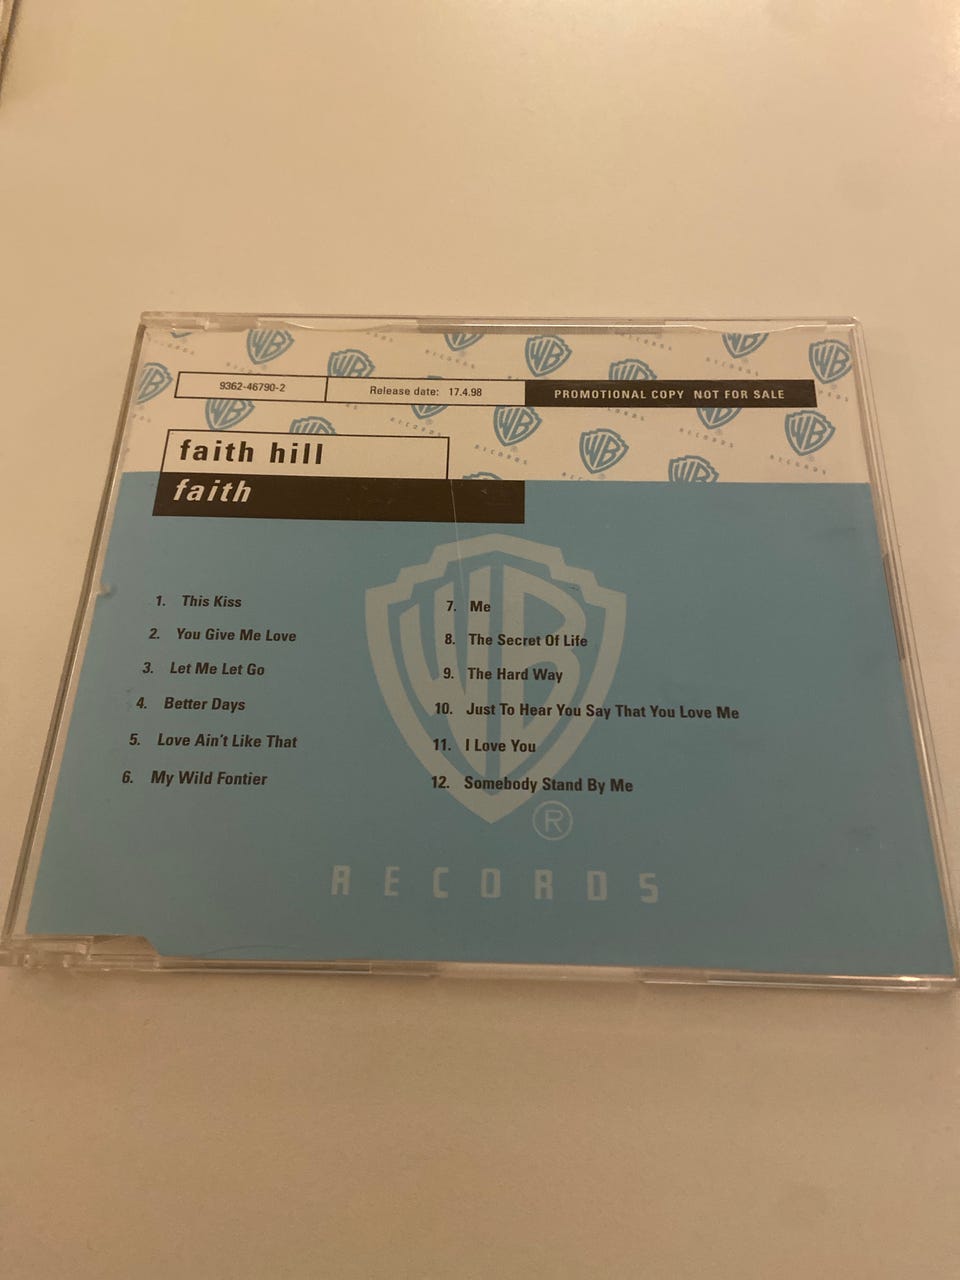 9362-46790-2 Release date: 17.4.98 PROMOTIONAL COPY NOT FOR SALE
faith hill
faith
1. This Kiss
2. You Give Me Love
3. Let Me Let Go
4. Better Days
5. Love Ain't Like That
6. My Wild Fontier
7. Me
8. The Secret Of Life
9. The Hard Way
10. Just To Hear You Say That You Love Me
11. I Love You
12. Somebody Stand By Me
WB
®
RECORDS